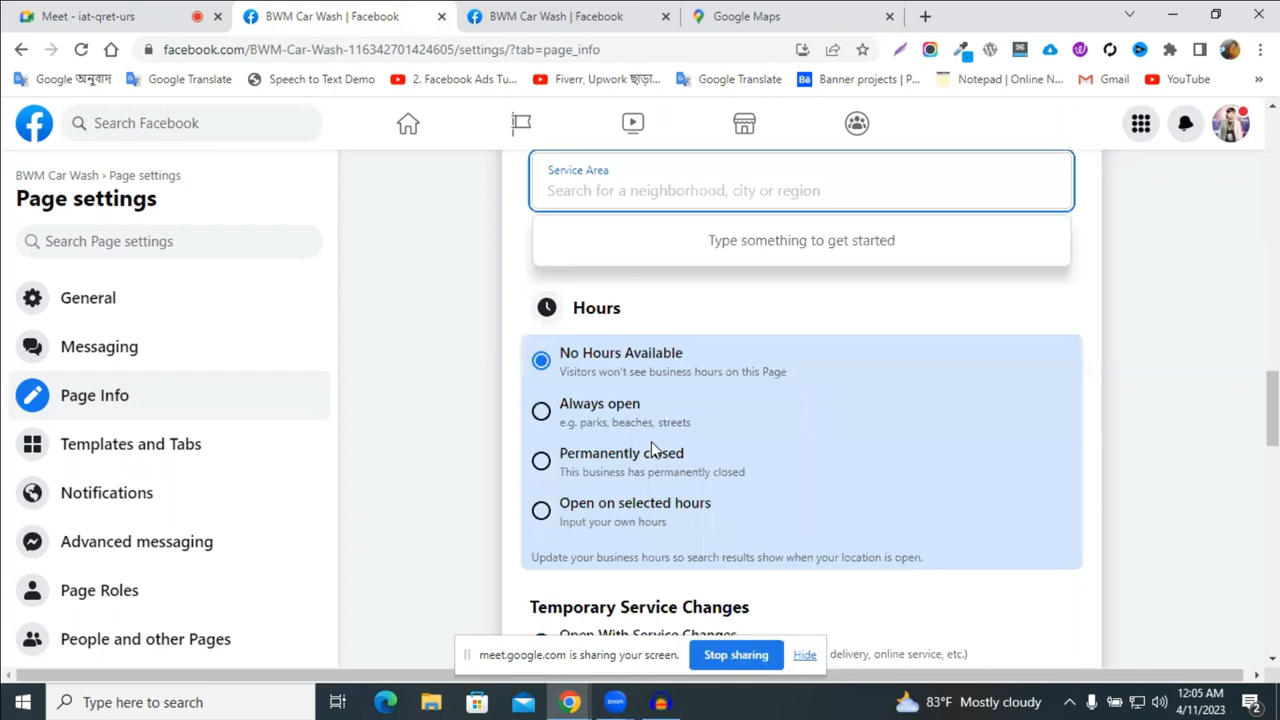 Meet - iat-qret-urs
BWM Car Wash | Facebook
BWM Car Wash | Facebook
Google Maps
facebook.com/BWM-Car-Wash-116342701424605/settings/?tab=page_info
Google অনুবাদ
Google Translate
Speech to Text Demo
2. Facebook Ads Tu...
Fiverr, Upwork ছাড়া...
Google Translate
Banner projects | P...
Notepad | Online N...
Gmail
YouTube
Search Facebook
BWM Car Wash › Page settings
Page settings
Search Page settings
General
Messaging
Page Info
Templates and Tabs
Notifications
Advanced messaging
Page Roles
People and other Pages
Service Area
Search for a neighborhood, city or region
Type something to get started
Hours
No Hours Available
Visitors won't see business hours on this Page
Always open
e.g. parks, beaches, streets
Permanently closed
This business has permanently closed
Open on selected hours
Input your own hours
Update your business hours so search results show when your location is open.
Temporary Service Changes
Open With Service Changes
delivery, online service, etc.)
meet.google.com is sharing your screen.
Stop sharing
Hide
Type here to search
83°F Mostly cloudy
12:05 AM
4/11/2023
2